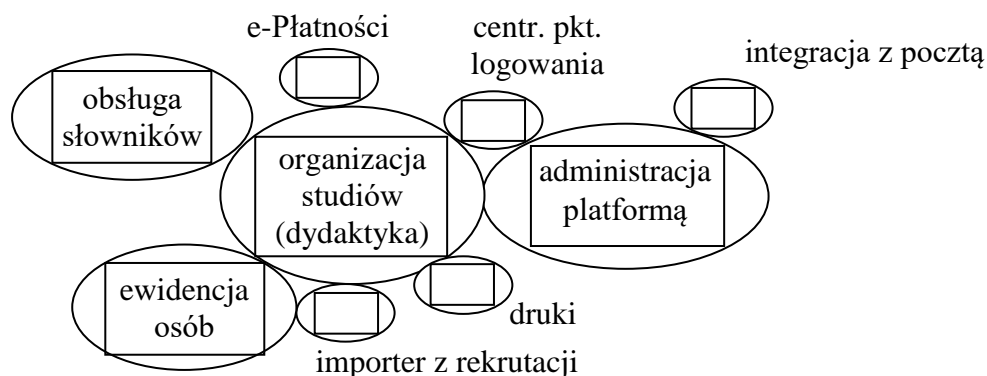 e-Płatności
centr. pkt.
logowania
integracja z pocztą
obsługa
słowników
organizacja
studiów
(dydaktyka)
administracja
platformą
ewidencja
osób
druki
importer z rekrutacji